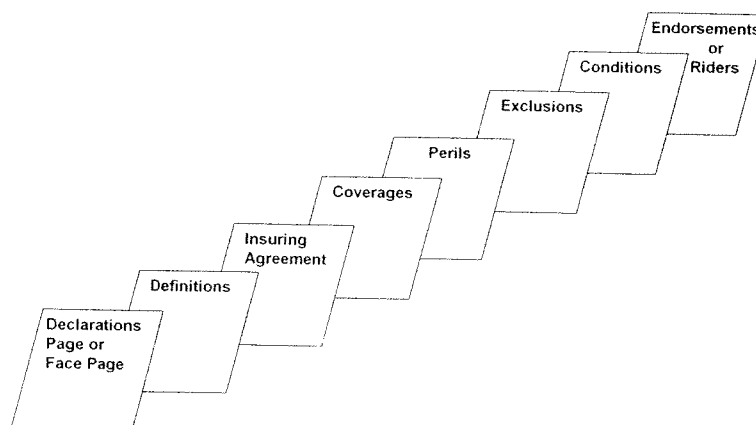 Endorsements
or
Riders
Conditions
Exclusions
Perils
Coverages
Insuring
Agreement
Definitions
Declarations
Page or
Face Page